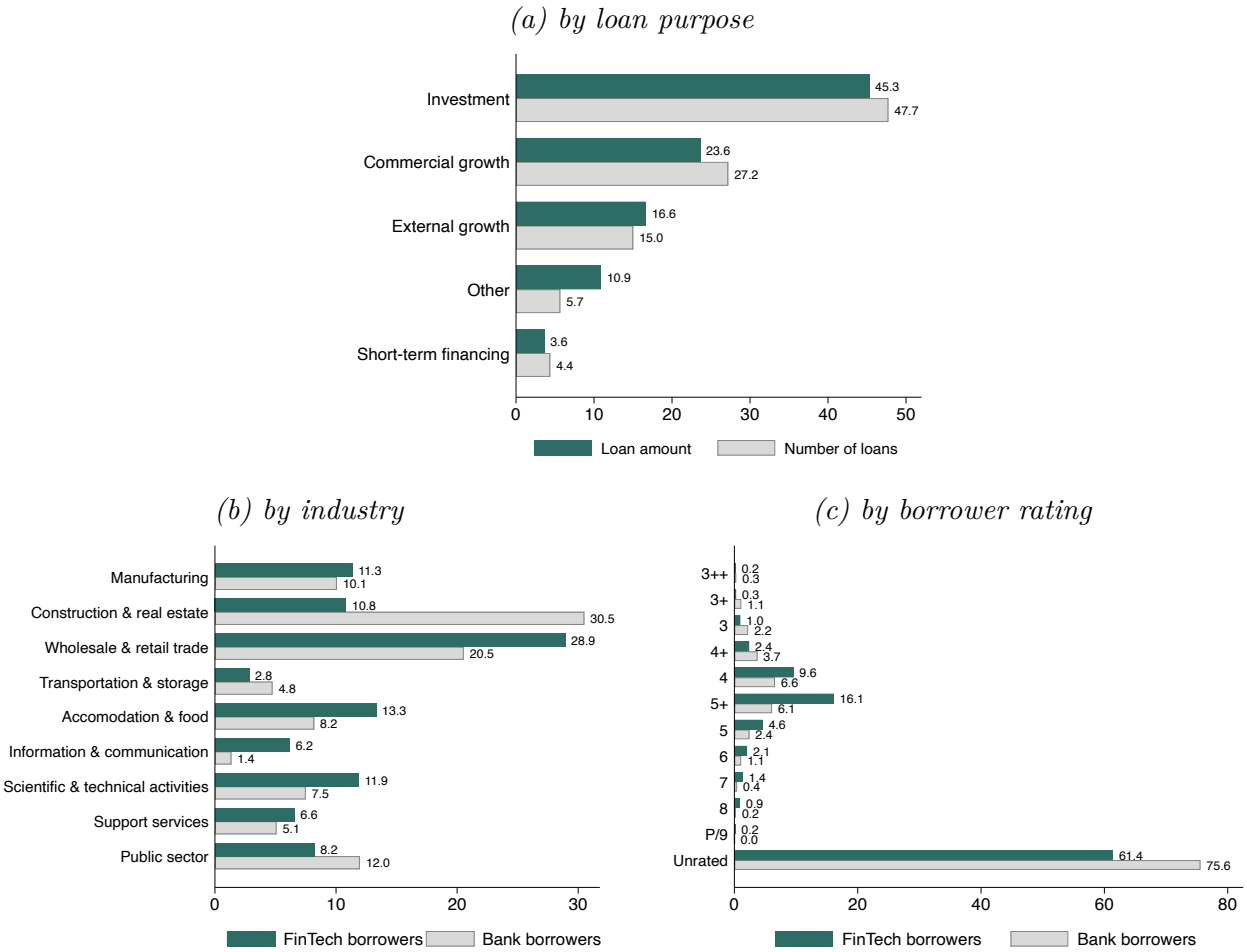 (a) by loan purpose
Investment 45.3
47.7
Commercial growth 23.6
27.2
External growth 16.6
15.0
Other 10.9
5.7
Short-term financing 3.6
4.4
0 10 20 30 40 50
Loan amount Number of loans
(b) by industry
Manufacturing 11.3
10.1
Construction & real estate 10.8
30.5
Wholesale & retail trade 28.9
20.5
Transportation & storage 2.8
4.8
Accomodation & food 13.3
8.2
Information & communication 6.2
1.4
Scientific & technical activities 11.9
7.5
Support services 6.6
5.1
Public sector 8.2
12.0
0 10 20 30
FinTech borrowers Bank borrowers
(c) by borrower rating
3++ 0.2
0.3
3+ 0.3
1.1
3 1.0
2.2
4+ 2.4
3.7
4 9.6
6.6
5+ 16.1
6.1
5 4.6
2.4
6 2.1
1.1
7 1.4
0.4
8 0.9
0.2
P/9 0.2
0.0
Unrated 61.4
75.6
0 20 40 60 80
FinTech borrowers Bank borrowers